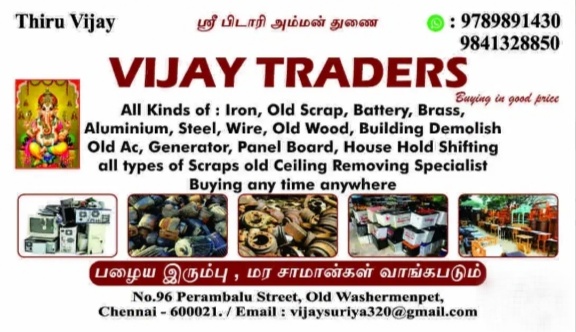 Thiru Vijay
ஸ்ரீ பிடாரி அம்மன் துணை
: 9789891430
9841328850
VIJAY TRADERS
Buying in good price
All Kinds of : Iron, Old Scrap, Battery, Brass,
Aluminium, Steel, Wire, Old Wood, Building Demolish
Old Ac, Generator, Panel Board, House Hold Shifting
all types of Scraps old Ceiling Removing Specialist
Buying any time anywhere
பழைய இரும்பு , மர சாமான்கள் வாங்கபடும்
No.96 Perambalu Street, Old Washermenpet,
Chennai - 600021. / Email : vijaysuriya320@gmail.com